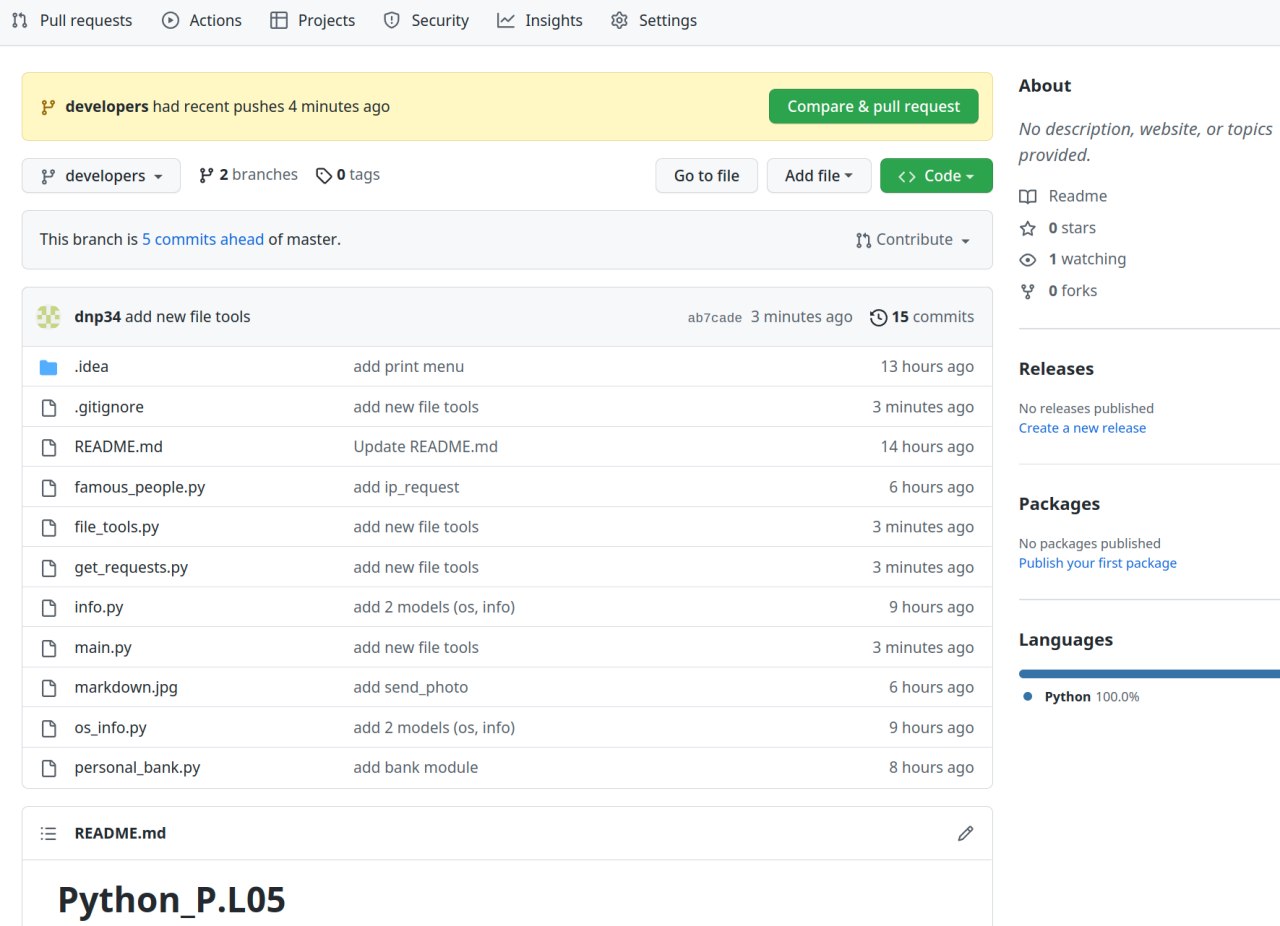 Pull requests Actions Projects Security Insights Settings
developers had recent pushes 4 minutes ago Compare & pull request
developers 2 branches 0 tags Go to file Add file Code
This branch is 5 commits ahead of master. Contribute
dnp34 add new file tools ab7cade 3 minutes ago 15 commits
.idea add print menu 13 hours ago
.gitignore add new file tools 3 minutes ago
README.md Update README.md 14 hours ago
famous_people.py add ip_request 6 hours ago
file_tools.py add new file tools 3 minutes ago
get_requests.py add new file tools 3 minutes ago
info.py add 2 models (os, info) 9 hours ago
main.py add new file tools 3 minutes ago
markdown.jpg add send_photo 6 hours ago
os_info.py add 2 models (os, info) 9 hours ago
personal_bank.py add bank module 8 hours ago
README.md
Python_P.L05
About
No description, website, or topics
provided.
Readme
0 stars
1 watching
0 forks
Releases
No releases published
Create a new release
Packages
No packages published
Publish your first package
Languages
Python 100.0%